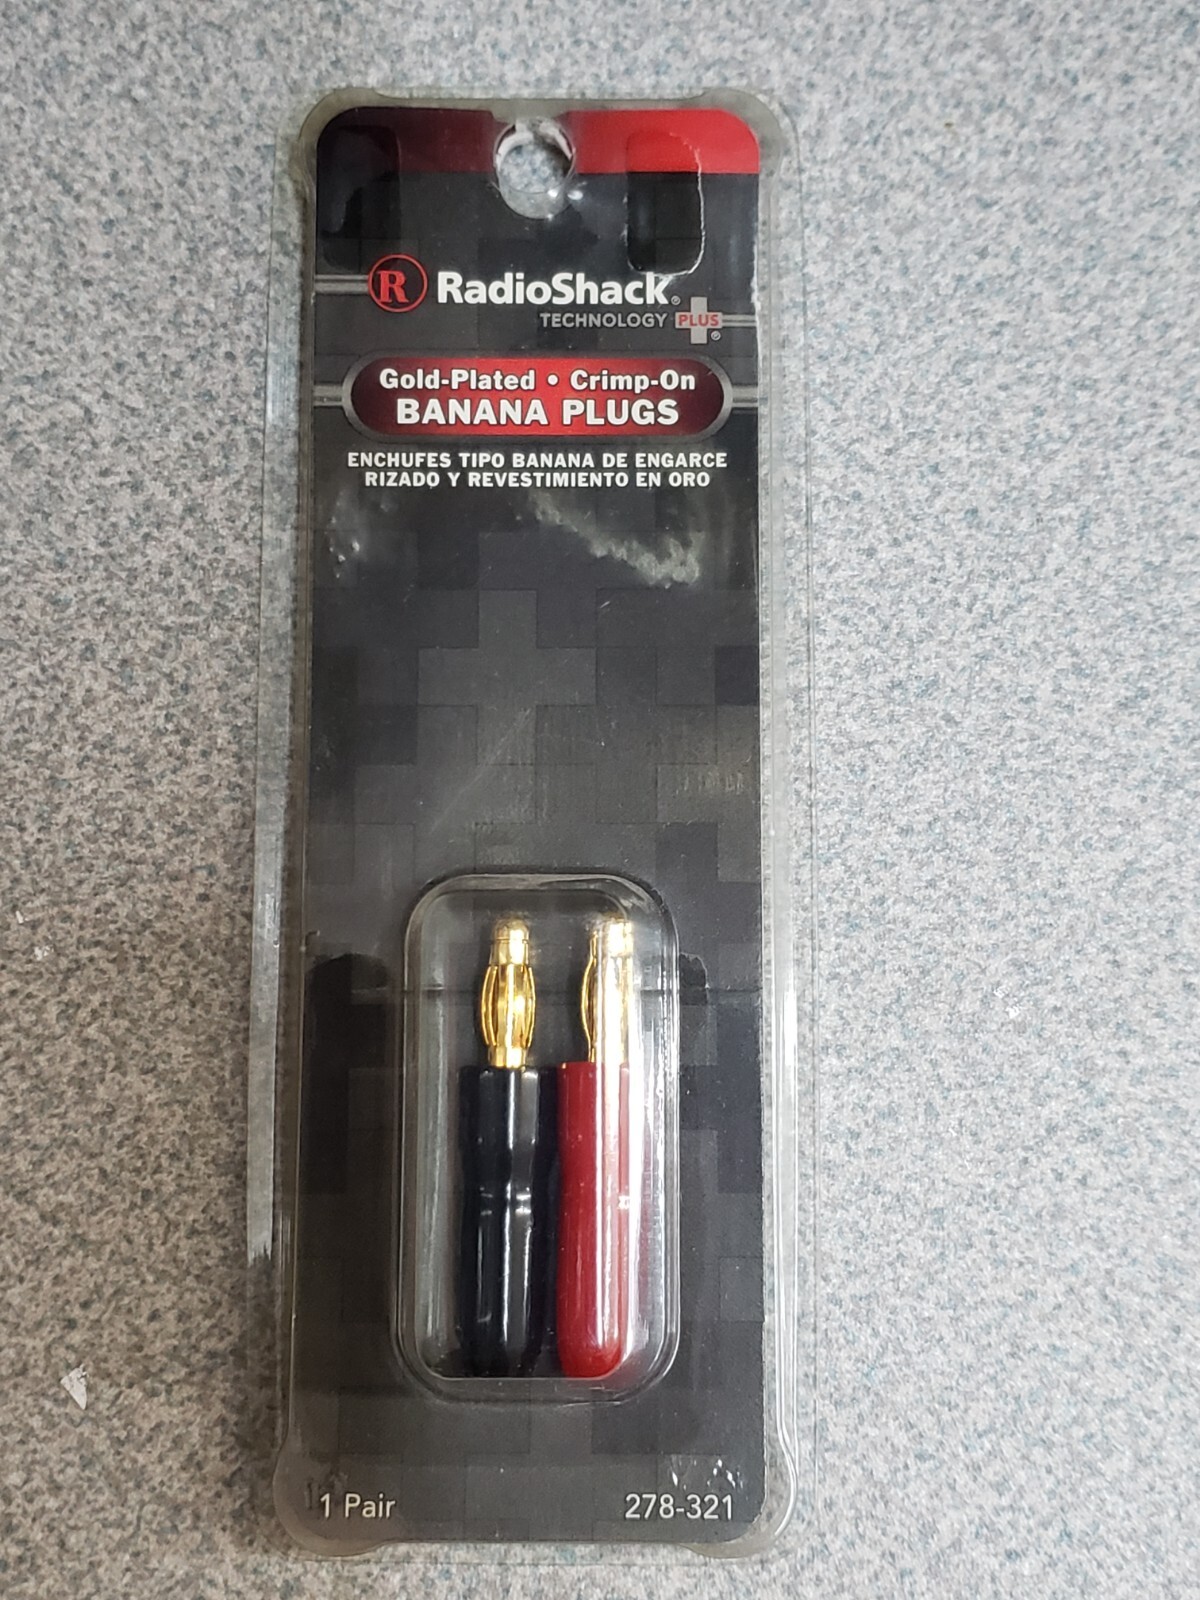 R RadioShack®
TECHNOLOGY PLUS®
Gold-Plated • Crimp-On
BANANA PLUGS
ENCHUFES TIPO BANANA DE ENGARCE
RIZADO Y REVESTIMIENTO EN ORO
1 Pair
278-321